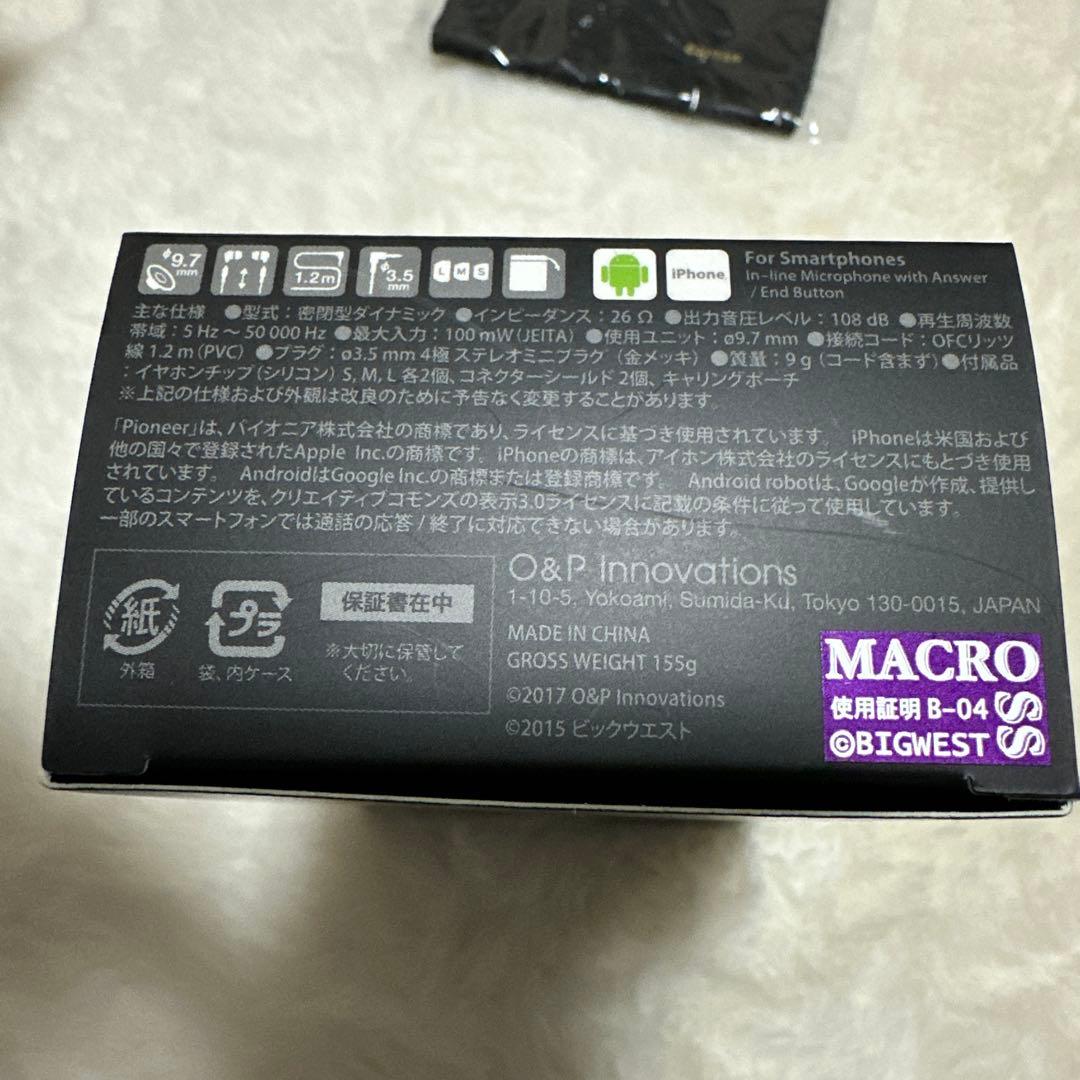 φ9.7 mm
1.2m
φ3.5 mm
L M S
iPhone
For Smartphones
In-line Microphone with Answer
/ End Button
主な仕様 ●型式：密閉型ダイナミック ●インピーダンス：26 Ω ●出力音圧レベル：108 dB ●再生周波数
帯域：5 Hz ～ 50 000 Hz ●最大入力：100 mW (JEITA) ●使用ユニット：ø9.7 mm ●接続コード：OFCリッツ
線 1.2 m (PVC) ●プラグ：ø3.5 mm 4極 ステレオミニプラグ（金メッキ）●質量：9 g（コード含まず）●付属品
：イヤホンチップ（シリコン）S, M, L 各2個、コネクターシールド 2個、キャリングポーチ
※上記の仕様および外観は改良のために予告なく変更することがあります。
「Pioneer」は、パイオニア株式会社の商標であり、ライセンスに基づき使用されています。 iPhoneは米国および
他の国々で登録されたApple Inc.の商標です。iPhoneの商標は、アイホン株式会社のライセンスにもとづき使用
されています。 AndroidはGoogle Inc.の商標または登録商標です。 Android robotは、Googleが作成、提供し
ているコンテンツを、クリエイティブコモンズの表示3.0ライセンスに記載の条件に従って使用しています。
一部のスマートフォンでは通話の応答 / 終了に対応できない場合があります。
紙
外箱
プラ
袋、内ケース
保証書在中
※大切に保管して
ください。
O&P Innovations
1-10-5, Yokoami, Sumida-Ku, Tokyo 130-0015, JAPAN
MADE IN CHINA
GROSS WEIGHT 155g
©2017 O&P Innovations
©2015 ビックウエスト
MACROSS
使用証明 B-04
©BIGWEST